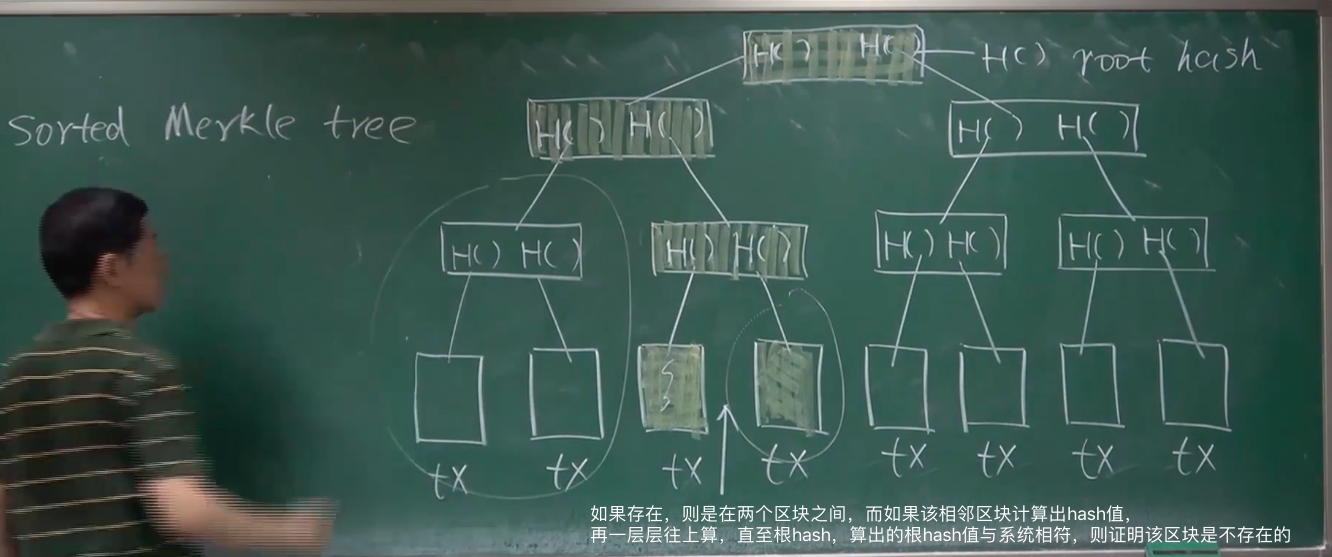 H( ) H( ) H( ) root hash
Sorted Merkle tree
H( ) H( ) H( ) H( )
H( ) H( ) H( ) H( ) H( ) H( ) H( ) H( )
tx tx tx tx tx tx tx tx
如果存在，则是在两个区块之间，而如果该相邻区块计算出hash值，
再一层层往上算，直至根hash，算出的根hash值与系统相符，则证明该区块是不存在的